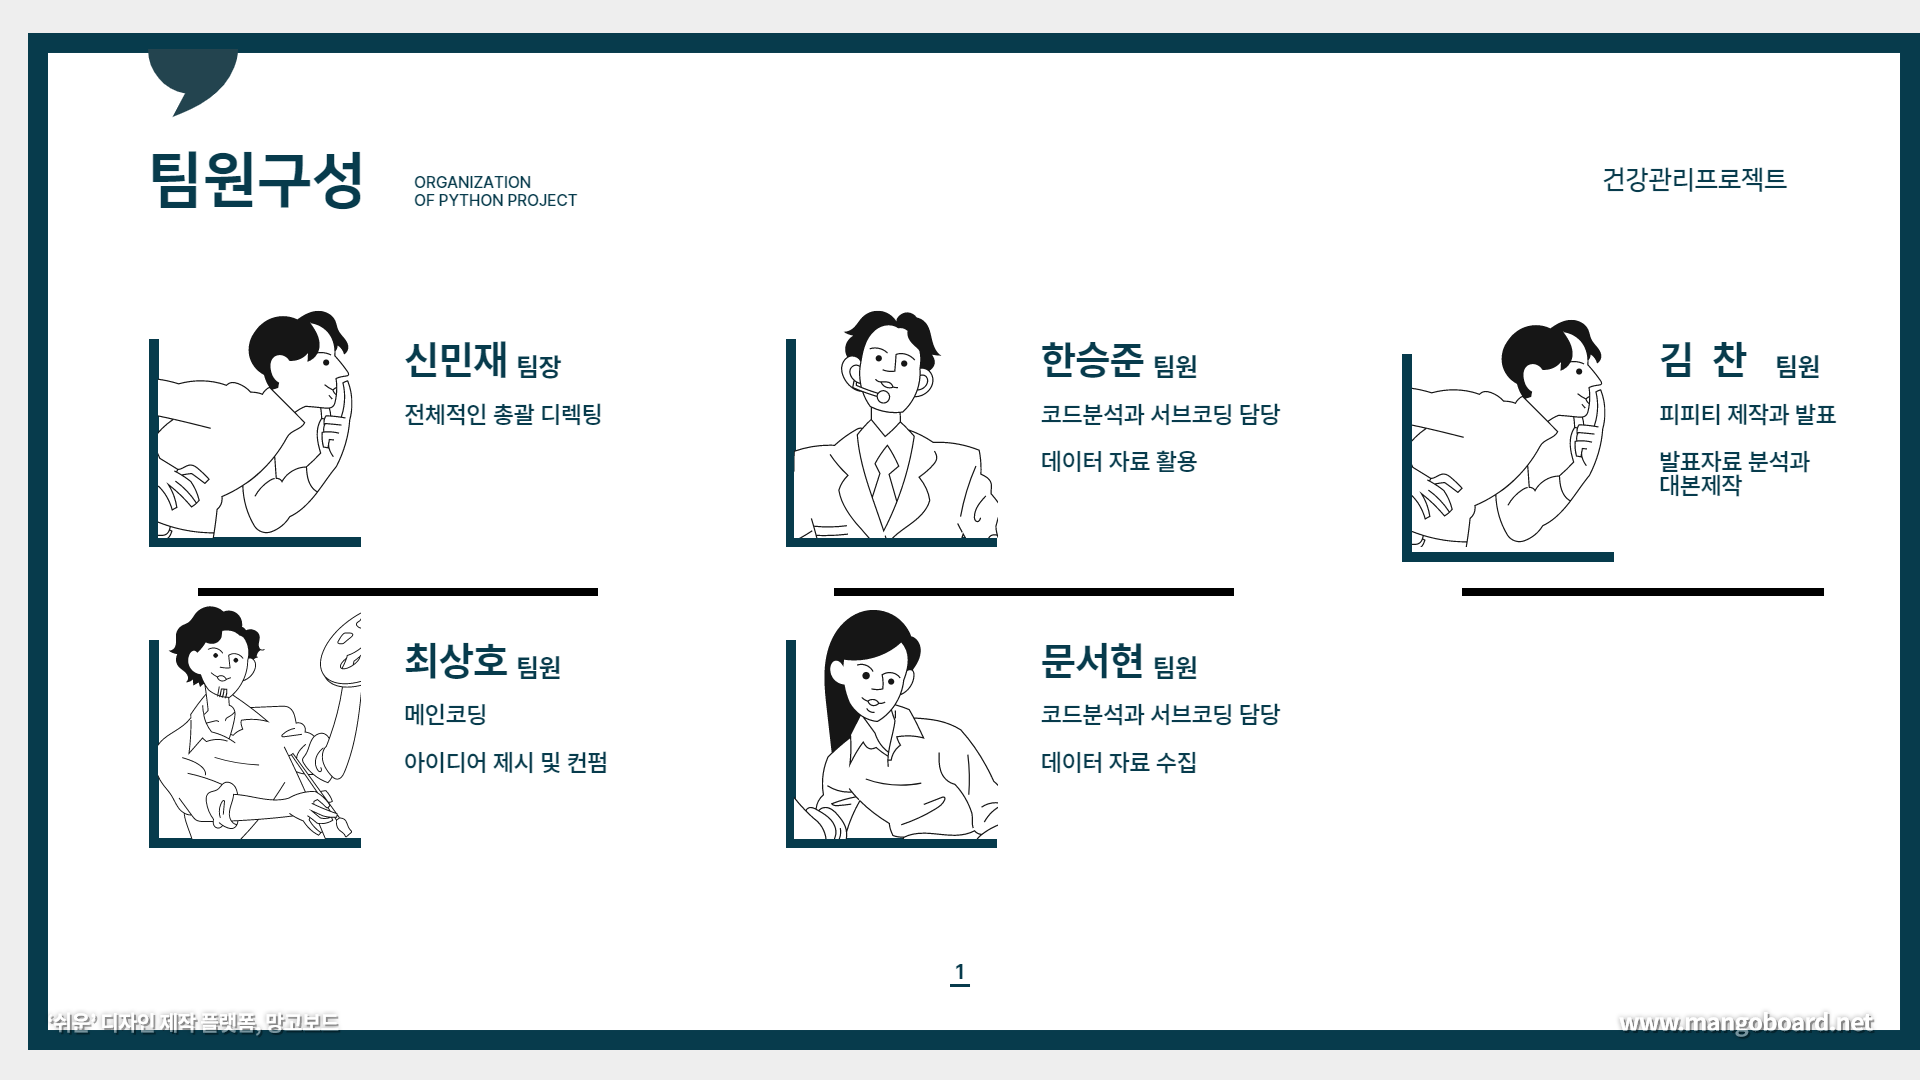 팀원구성
ORGANIZATION
OF PYTHON PROJECT
건강관리프로젝트
신민재 팀장
전체적인 총괄 디렉팅
한승준 팀원
코드분석과 서브코딩 담당
데이터 자료 활용
김 찬 팀원
피피티 제작과 발표
발표자료 분석과
대본제작
최상호 팀원
메인코딩
아이디어 제시 및 컨펌
문서현 팀원
코드분석과 서브코딩 담당
데이터 자료 수집
1
'쉬운' 디자인 제작 플랫폼, 망고보드
www.mangoboard.net